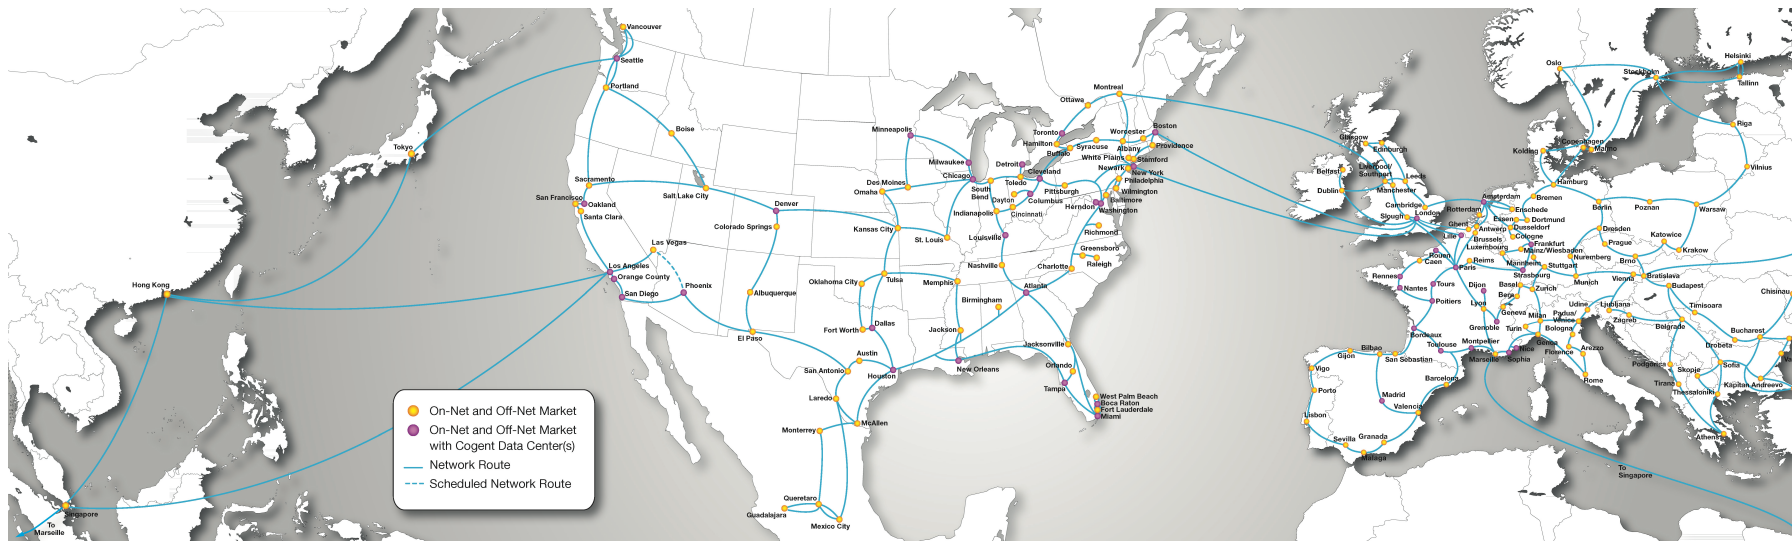 Vancouver
Seattle
Portland
Boise
Tokyo
Sacramento
San Francisco
Oakland
Santa Clara
Salt Lake City
Denver
Colorado Springs
Las Vegas
Los Angeles
Orange County
San Diego
Phoenix
Albuquerque
El Paso
Hong Kong
Singapore
To
Marseille
On-Net and Off-Net Market
On-Net and Off-Net Market
with Cogent Data Center(s)
Network Route
Scheduled Network Route
Minneapolis
Milwaukee
Chicago
Des Moines
Omaha
Kansas City
St. Louis
Oklahoma City
Tulsa
Fort Worth
Dallas
Austin
San Antonio
Houston
Laredo
McAllen
Monterrey
Queretaro
Guadalajara
Mexico City
Detroit
South
Bend
Toledo
Cleveland
Dayton
Columbus
Cincinnati
Indianapolis
Louisville
Nashville
Memphis
Birmingham
Jackson
New Orleans
Atlanta
Charlotte
Greensboro
Raleigh
Richmond
Jacksonville
Orlando
Tampa
West Palm Beach
Boca Raton
Fort Lauderdale
Miami
Ottawa
Montreal
Toronto
Hamilton
Buffalo
Syracuse
Worcester
Albany
Boston
Providence
White Plains
Stamford
Newark
New York
Philadelphia
Pittsburgh
Wilmington
Baltimore
Herndon
Washington
Glasgow
Edinburgh
Belfast
Liverpool/
Southport
Dublin
Leeds
Manchester
Cambridge
Slough
London
Oslo
Stockholm
Helsinki
Tallinn
Riga
Vilnius
Kolding
Copenhagen
Malmo
Hamburg
Bremen
Amsterdam
Rotterdam
Enschede
Essen
Dortmund
Ghent
Antwerp
Dusseldorf
Lille
Brussels
Cologne
Luxembourg
Frankfurt
Mainz/Wiesbaden
Mannheim
Nuremberg
Stuttgart
Strasbourg
Munich
Berlin
Poznan
Warsaw
Dresden
Prague
Katowice
Krakow
Brno
Vienna
Bratislava
Budapest
Rouen
Caen
Reims
Paris
Rennes
Nantes
Tours
Poitiers
Dijon
Lyon
Basel
Bern
Zurich
Geneva
Grenoble
Bordeaux
Toulouse
Montpellier
Marseille
Nice
Sophia
Turin
Milan
Genoa
Bologna
Padua/
Venice
Udine
Florence
Arezzo
Rome
Ljubljana
Zagreb
Belgrade
Timisoara
Chisinau
Bucharest
Drobeta
Sofia
Skopje
Podgorica
Tirana
Thessaloniki
Kapitan Andreevo
Athens
Gijon
Bilbao
San Sebastian
Vigo
Porto
Lisbon
Madrid
Barcelona
Valencia
Sevilla
Granada
Malaga
To
Singapore